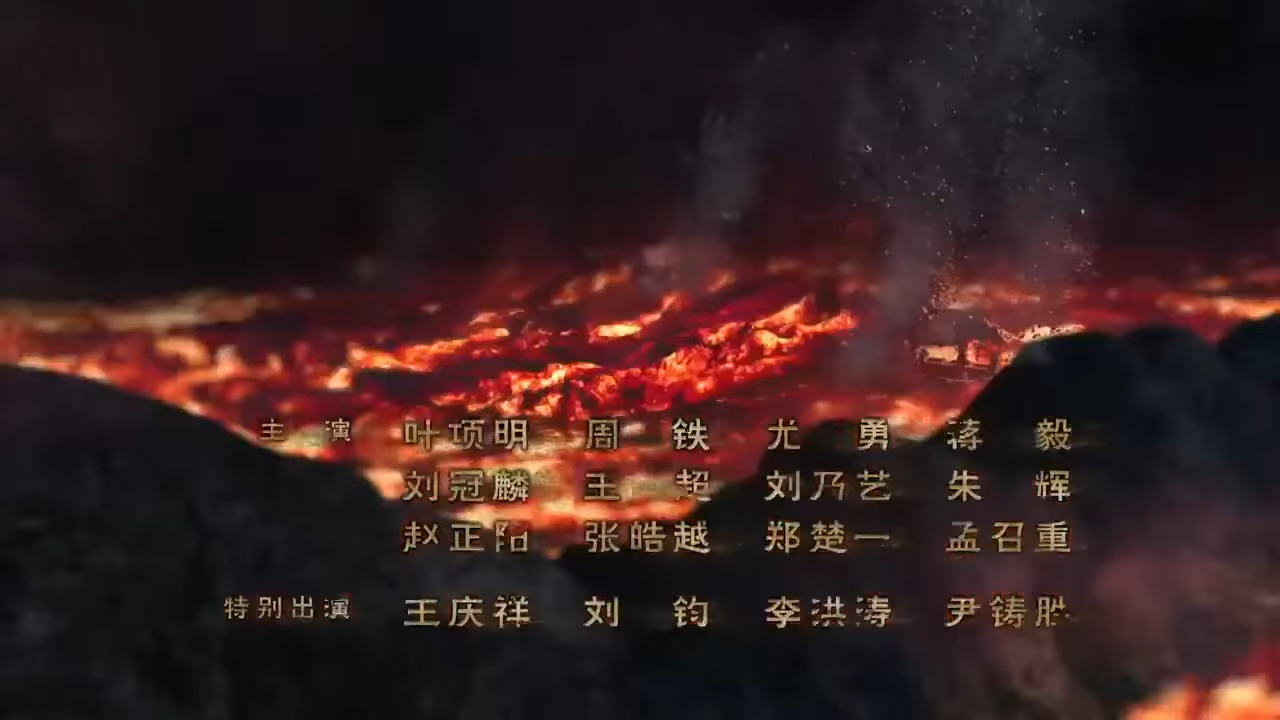 主演 叶项明 周铁 尤勇 蒋毅
刘冠麟 王超 刘乃艺 朱辉
赵正阳 张皓越 郑楚一 孟召重
特别出演 王庆祥 刘钧 李洪涛 尹铸胜